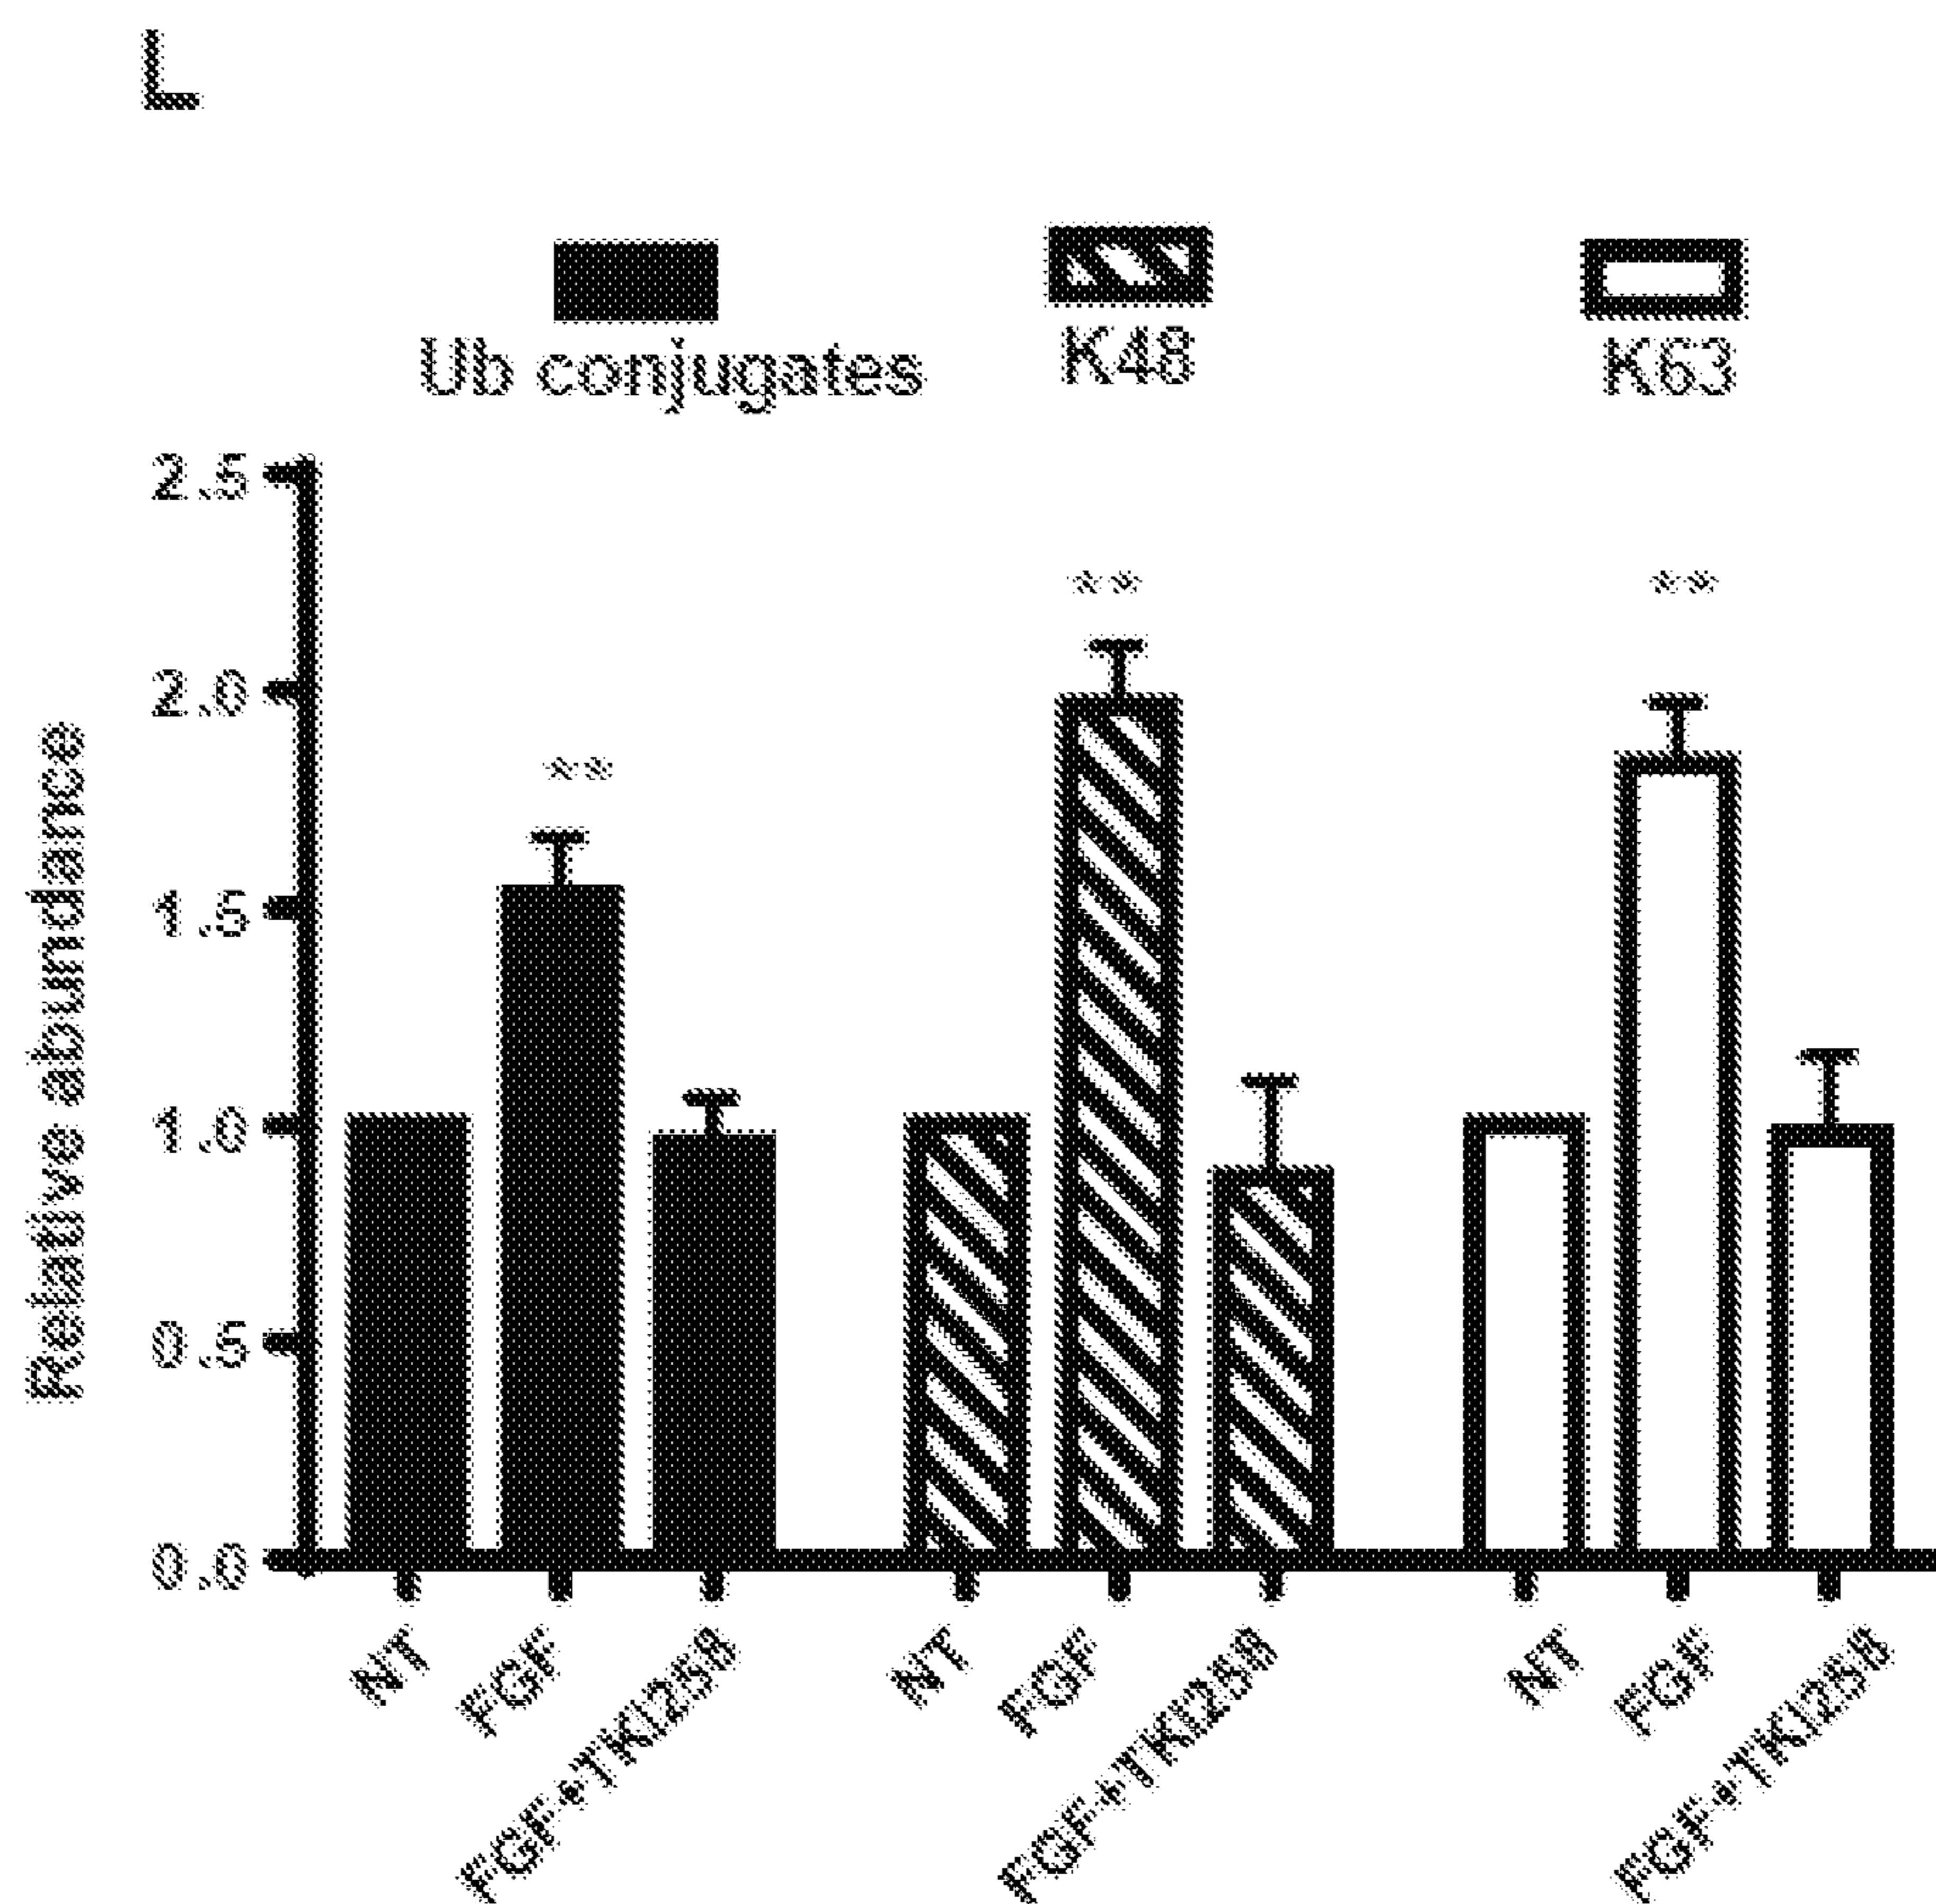 L
Ub conjugates
K48
K63
Relative abundance
2.5
2.0
1.5
1.0
0.5
0.0
**
**
**
NT
FGF
FGF+TKI258
NT
FGF
FGF+TKI258
NT
FGF
FGF+TKI258